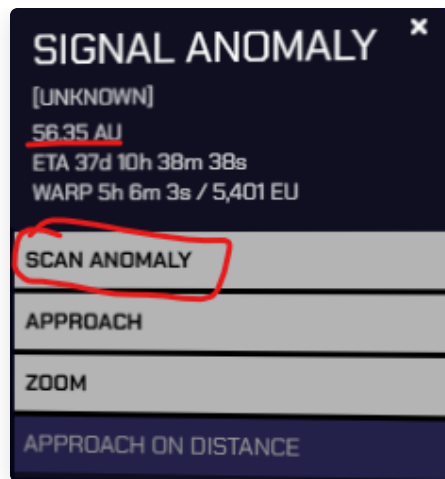 SIGNAL ANOMALY
[UNKNOWN]
56.35 AU
ETA 37d 10h 38m 38s
WARP 5h 6m 3s / 5,401 EU
SCAN ANOMALY
APPROACH
ZOOM
APPROACH ON DISTANCE